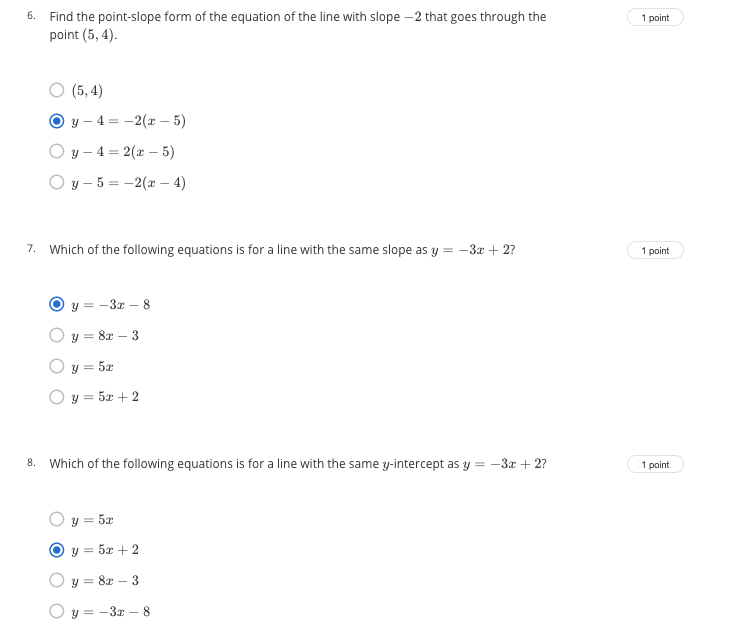 6. Find the point-slope form of the equation of the line with slope −2 that goes through the 1 point
point (5, 4).
(5, 4)
y − 4 = −2(x − 5)
y − 4 = 2(x − 5)
y − 5 = −2(x − 4)
7. Which of the following equations is for a line with the same slope as y = −3x + 2? 1 point
y = −3x − 8
y = 8x − 3
y = 5x
y = 5x + 2
8. Which of the following equations is for a line with the same y-intercept as y = −3x + 2? 1 point
y = 5x
y = 5x + 2
y = 8x − 3
y = −3x − 8